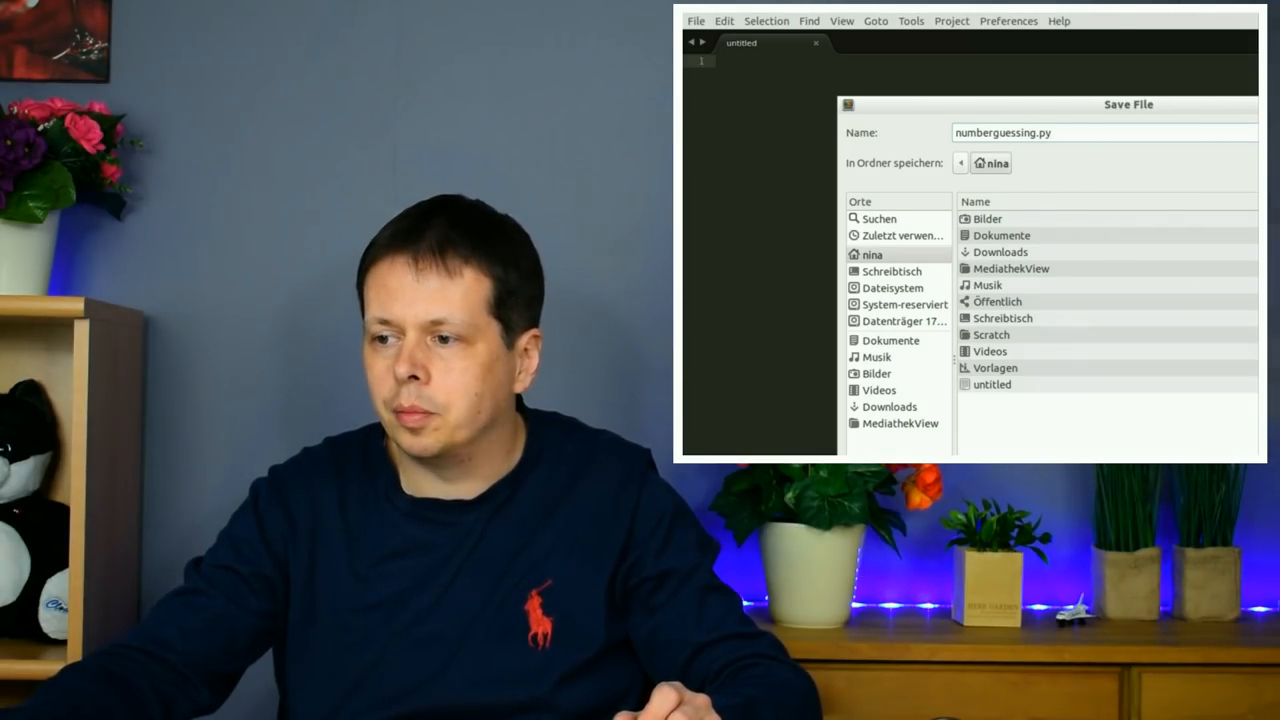 File Edit Selection Find View Goto Tools Project Preferences Help
untitled
1
Save File
Name: numberguessing.py
In Ordner speichern: nina
Orte
Name
Suchen
Zuletzt verwen...
nina
Schreibtisch
Dateisystem
System-reserviert
Datenträger 17...
Dokumente
Musik
Bilder
Videos
Downloads
MediathekView
Bilder
Dokumente
Downloads
MediathekView
Musik
Öffentlich
Schreibtisch
Scratch
Videos
Vorlagen
untitled
HERB GARDEN